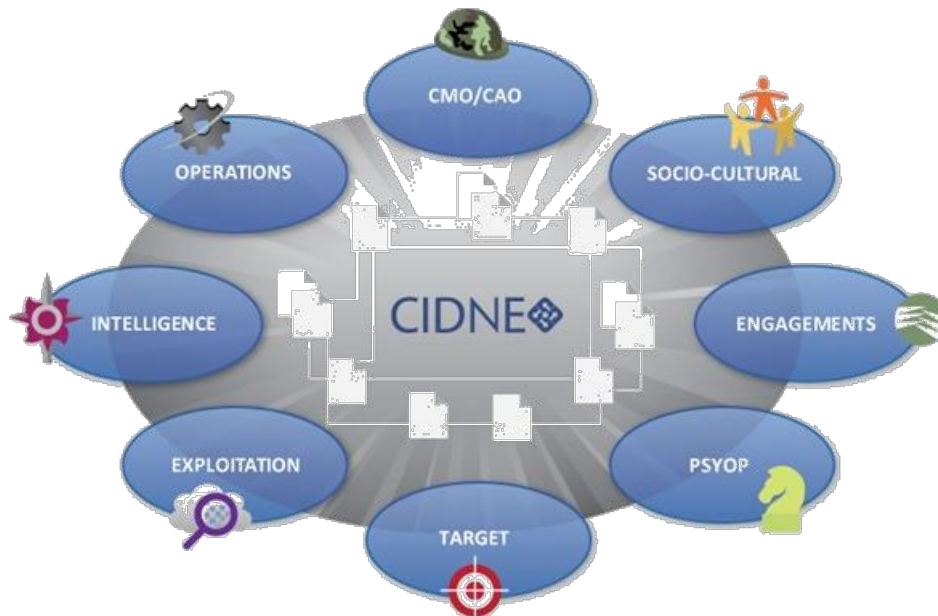 CMO/CAO
OPERATIONS
SOCIO-CULTURAL
INTELLIGENCE
CIDNE
ENGAGEMENTS
EXPLOITATION
PSYOP
TARGET